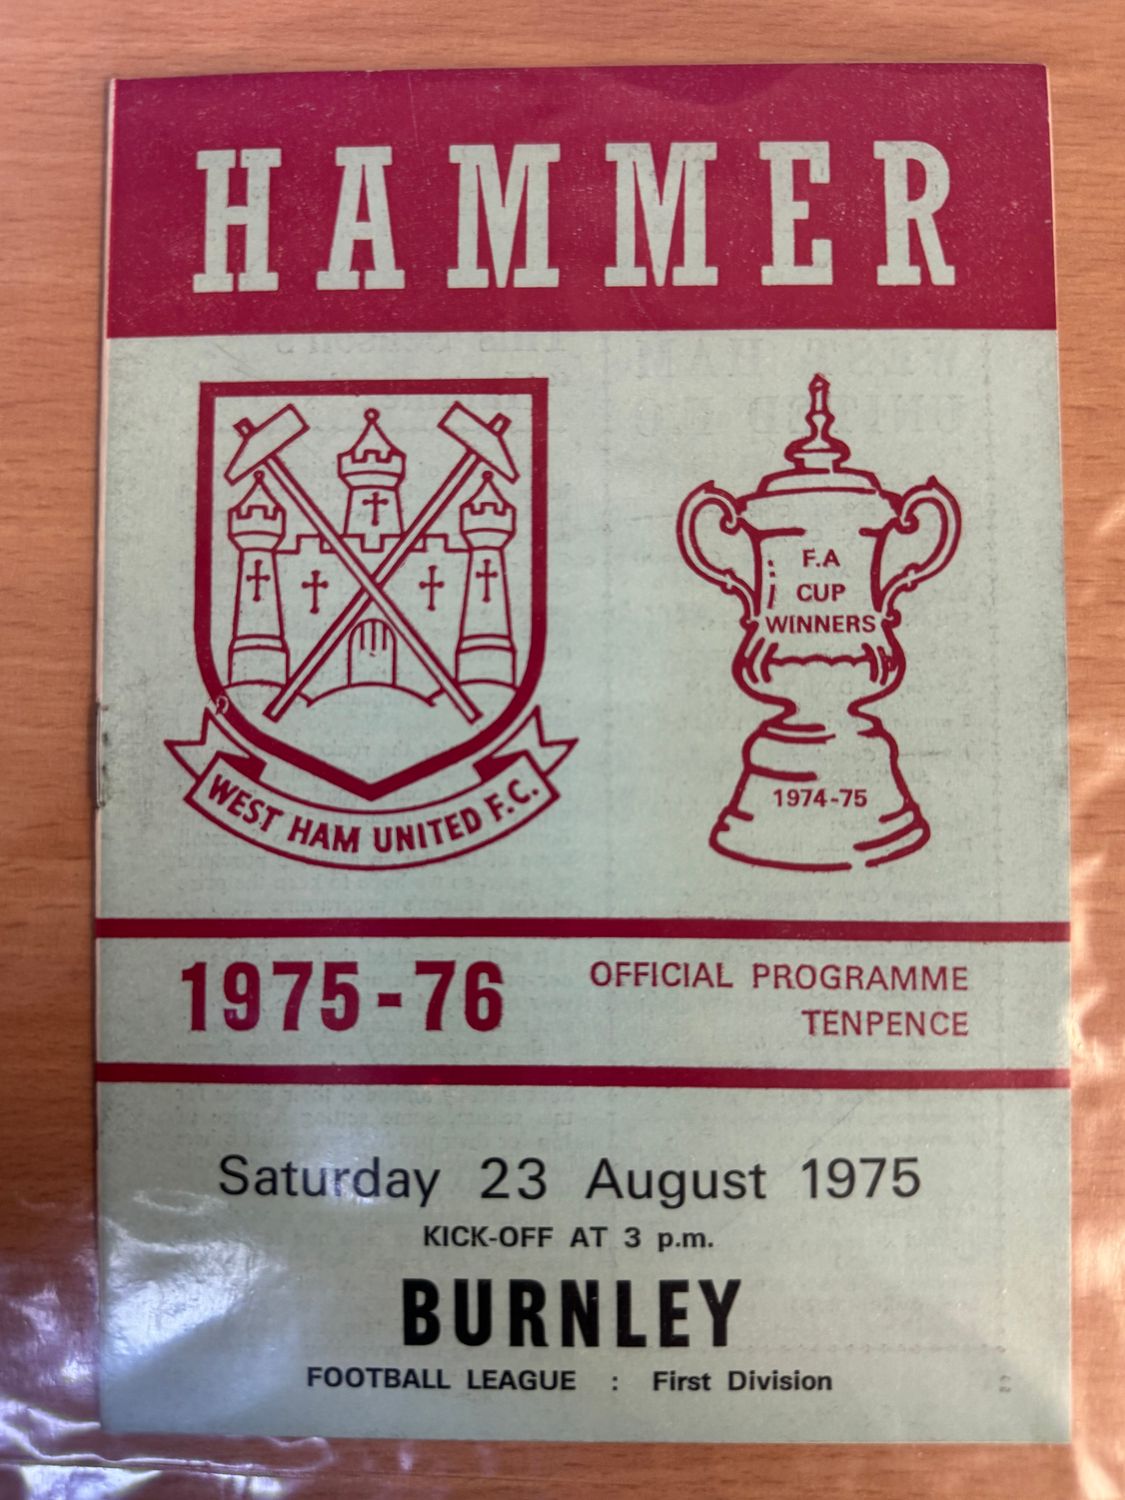 HAMMER
WEST HAM UNITED F.C.
F.A
CUP
WINNERS
1974-75
1975-76
OFFICIAL PROGRAMME
TENPENCE
Saturday 23 August 1975
KICK-OFF AT 3 p.m.
BURNLEY
FOOTBALL LEAGUE : First Division